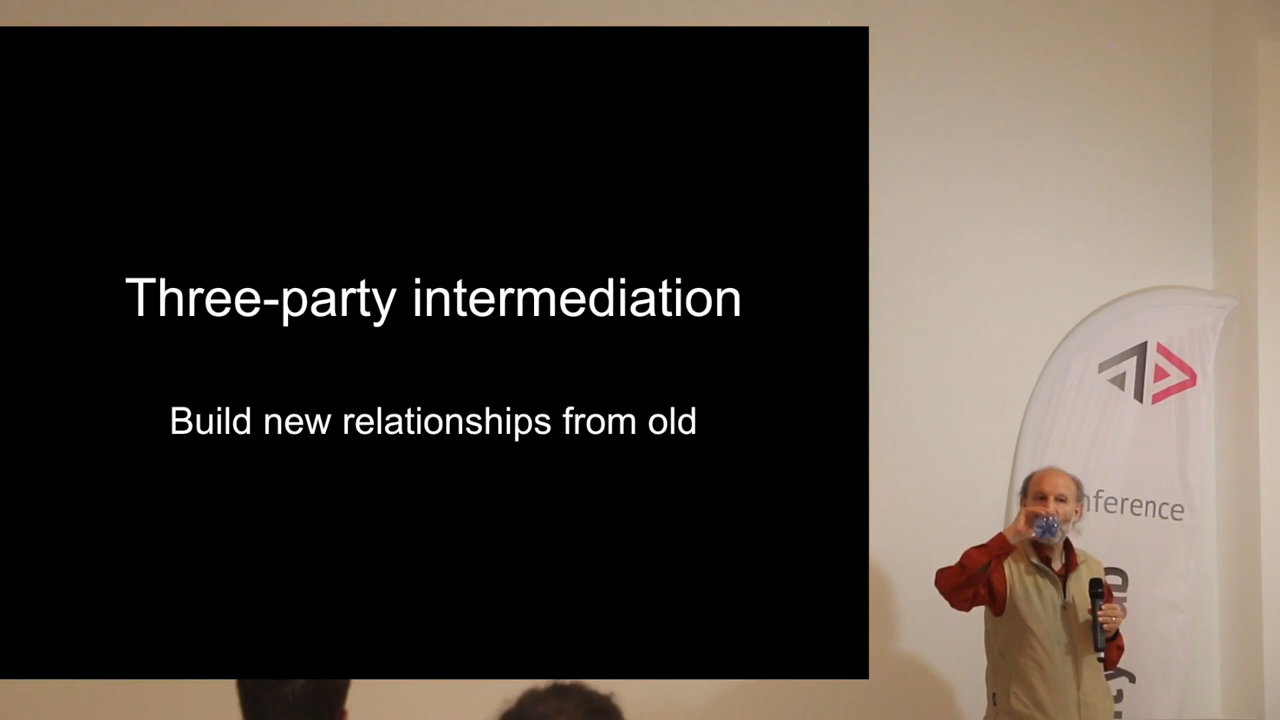 Three-party intermediation
Build new relationships from old
nference